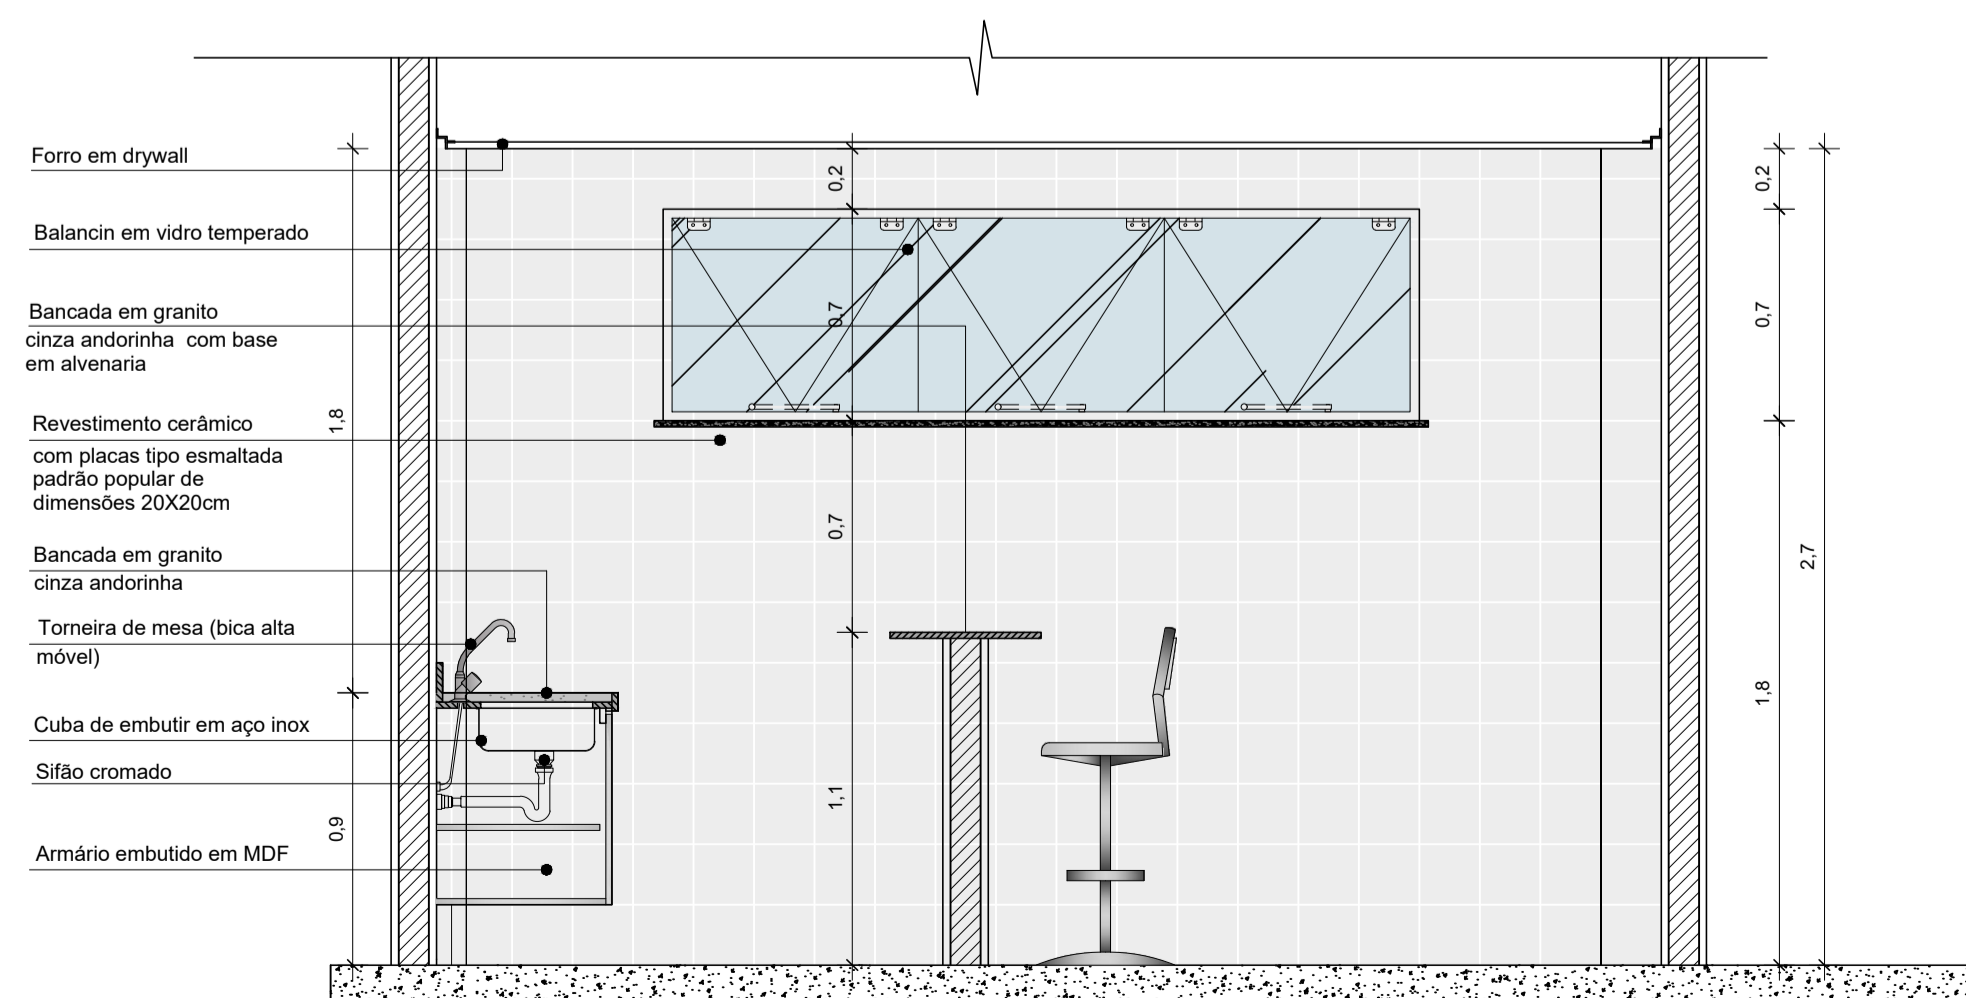 Forro em drywall
Balancin em vidro temperado
Bancada em granito
cinza andorinha com base
em alvenaria
Revestimento cerâmico
com placas tipo esmaltada
padrão popular de
dimensões 20X20cm
Bancada em granito
cinza andorinha
Torneira de mesa (bica alta
móvel)
Cuba de embutir em aço inox
Sifão cromado
Armário embutido em MDF
1,8
0,9
0,2
0,7
0,7
1,1
0,2
0,7
1,8
2,7